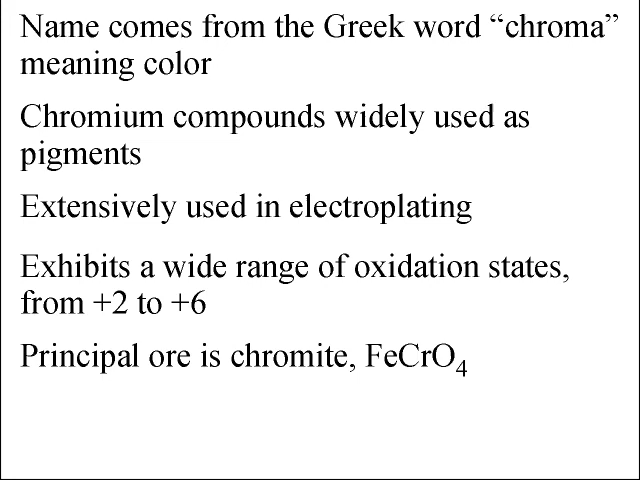 Name comes from the Greek word “chroma”
meaning color
Chromium compounds widely used as
pigments
Extensively used in electroplating
Exhibits a wide range of oxidation states,
from +2 to +6
Principal ore is chromite, FeCrO₄